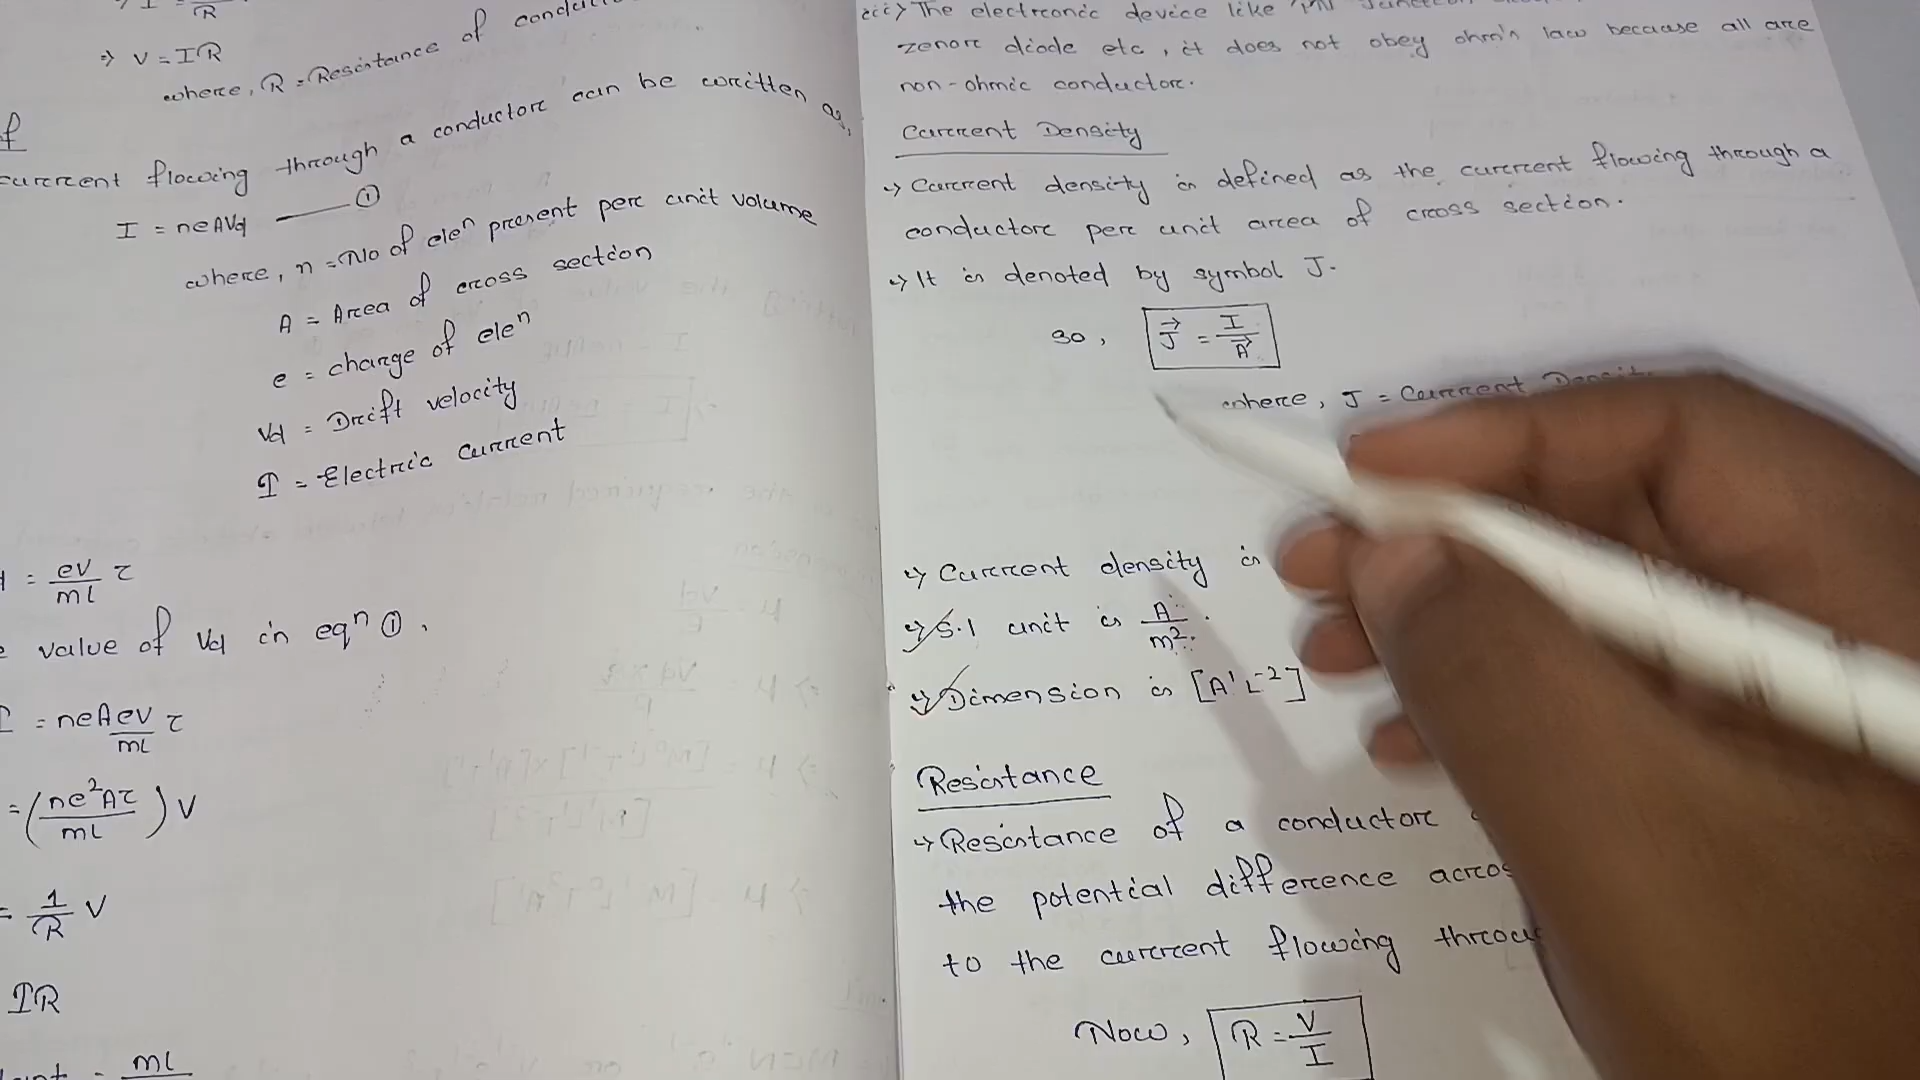 ⇒ V = IR
where, R = Resistance of
current flowing through a conductor can be written as,
I = neAVd ——— ①
where, n = No of eleⁿ present per unit volume
A = Area of cross section
e = charge of eleⁿ
Vd = Drift velocity
I = Electric Current
= eV/ml τ
value of Vd in eqⁿ ①.
I = neAeV/ml τ
= (ne²Aτ/ml) V
= 1/R V
IR
= ml
iii> The electronic device like PN Junction
zenor diode etc, it does not obey ohm's law because all are
non-ohmic conductor.
Current Density
→ Current density is defined as the current flowing through a
conductor per unit area of cross section.
→ It is denoted by symbol J.
so, J⃗ = I/A⃗
where, J = Current
→ Current density is
→ S.I unit is A/m².
→ Dimension is [A¹L⁻²]
Resistance
→ Resistance of a conductor
the potential difference
to the current flowing
Now, R = V/I